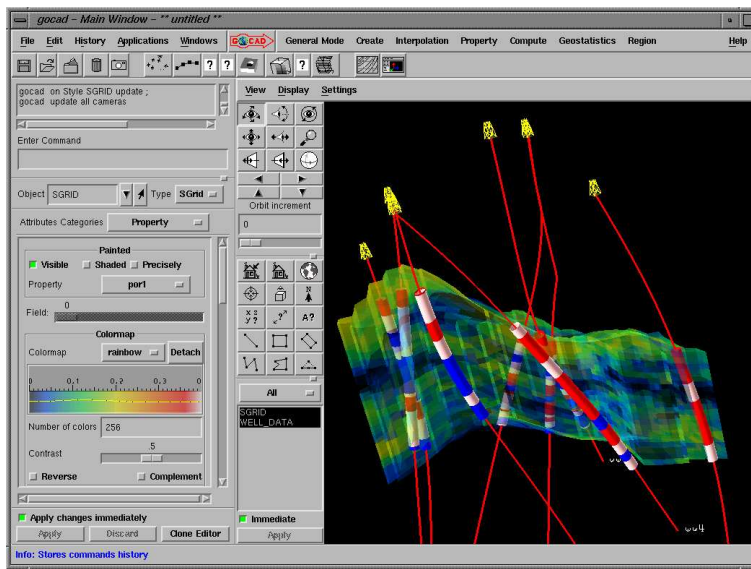 gocad - Main Window - ** untitled **
File Edit History Applications Windows GOCAD General Mode Create Interpolation Property Compute Geostatistics Region Help
? ? ?
gocad on Style SGRID update ;
gocad update all cameras
Enter Command
Object SGRID Type SGrid
Attributes Categories Property
Painted
Visible Shaded Precisely
Property por1
0
Field:
Colormap
Colormap rainbow Detach
0 0.1 0.2 0.3 0
Number of colors 256
.5
Contrast
Reverse Complement
Apply changes immediately
Apply Discard Clone Editor
Info: Stores commands history
View Display Settings
Orbit increment
0
N
x z
y ? ? A?
All
SGRID
WELL_DATA
Immediate
Apply
ww4